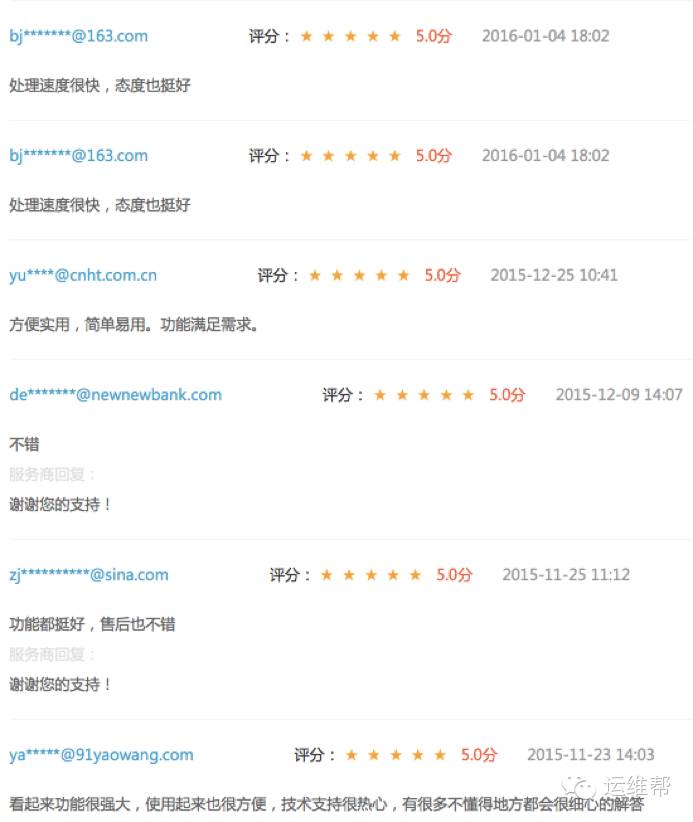 bj*******@163.com 评分： ★ ★ ★ ★ ★ 5.0分 2016-01-04 18:02
处理速度很快，态度也挺好
bj*******@163.com 评分： ★ ★ ★ ★ ★ 5.0分 2016-01-04 18:02
处理速度很快，态度也挺好
yu****@cnht.com.cn 评分： ★ ★ ★ ★ ★ 5.0分 2015-12-25 10:41
方便实用，简单易用。功能满足需求。
de*******@newnewbank.com 评分： ★ ★ ★ ★ ★ 5.0分 2015-12-09 14:07
不错
服务商回复：
谢谢您的支持！
zj**********@sina.com 评分： ★ ★ ★ ★ ★ 5.0分 2015-11-25 11:12
功能都挺好，售后也不错
服务商回复：
谢谢您的支持！
ya*****@91yaowang.com 评分： ★ ★ ★ ★ ★ 5.0分 2015-11-23 14:03
运维帮
看起来功能很强大，使用起来也很方便，技术支持很热心，有很多不懂得地方都会很细心的解答